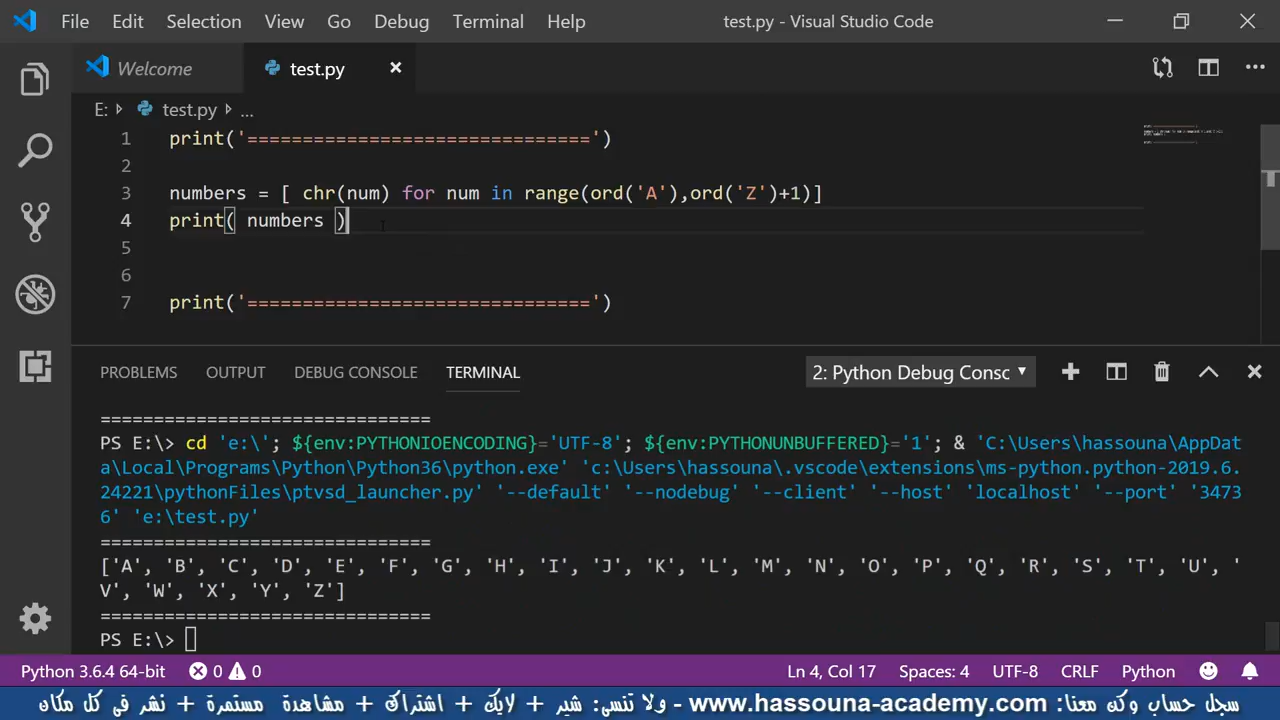 File Edit Selection View Go Debug Terminal Help test.py - Visual Studio Code
Welcome test.py
E: test.py ...
1 print('===============================')
2
3 numbers = [ chr(num) for num in range(ord('A'),ord('Z')+1)]
4 print( numbers )
5
6
7 print('===============================')
PROBLEMS OUTPUT DEBUG CONSOLE TERMINAL 2: Python Debug Consc
==============================
PS E:\> cd 'e:\'; ${env:PYTHONIOENCODING}='UTF-8'; ${env:PYTHONUNBUFFERED}='1'; & 'C:\Users\hassouna\AppDat
a\Local\Programs\Python\Python36\python.exe' 'c:\Users\hassouna\.vscode\extensions\ms-python.python-2019.6.
24221\pythonFiles\ptvsd_launcher.py' '--default' '--nodebug' '--client' '--host' 'localhost' '--port' '3473
6' 'e:\test.py'
==============================
['A', 'B', 'C', 'D', 'E', 'F', 'G', 'H', 'I', 'J', 'K', 'L', 'M', 'N', 'O', 'P', 'Q', 'R', 'S', 'T', 'U', '
V', 'W', 'X', 'Y', 'Z']
==============================
PS E:\>
Python 3.6.4 64-bit 0 0 Ln 4, Col 17 Spaces: 4 UTF-8 CRLF Python
سجل حساب وكن معنا: www.hassouna-academy.com - ولا تنسى: شير + لايك + اشتراك + مشاهدة مستمرة + نشر في كل مكان